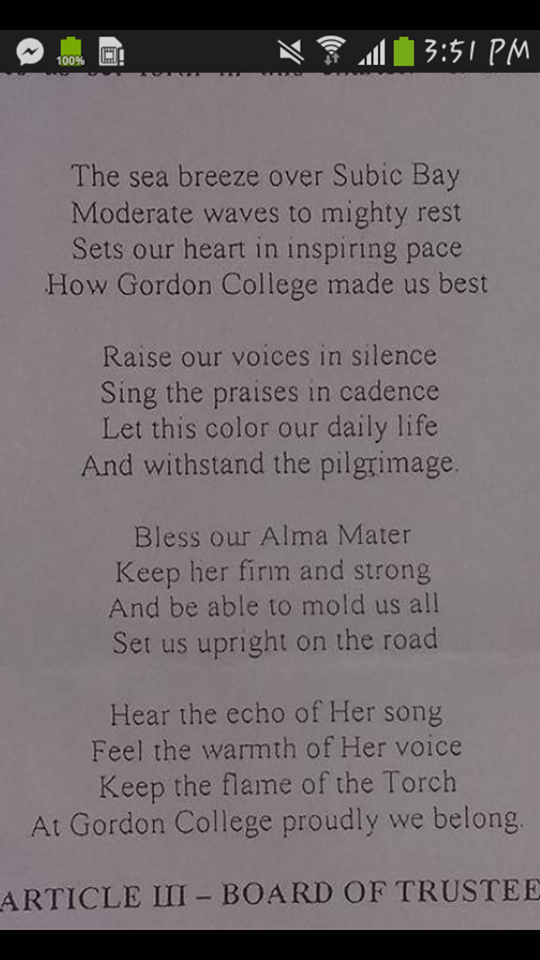 100%
3:51 PM
The sea breeze over Subic Bay
Moderate waves to mighty rest
Sets our heart in inspiring pace
How Gordon College made us best
Raise our voices in silence
Sing the praises in cadence
Let this color our daily life
And withstand the pilgrimage.
Bless our Alma Mater
Keep her firm and strong
And be able to mold us all
Set us upright on the road
Hear the echo of Her song
Feel the warmth of Her voice
Keep the flame of the Torch
At Gordon College proudly we belong.
ARTICLE III – BOARD OF TRUSTEE